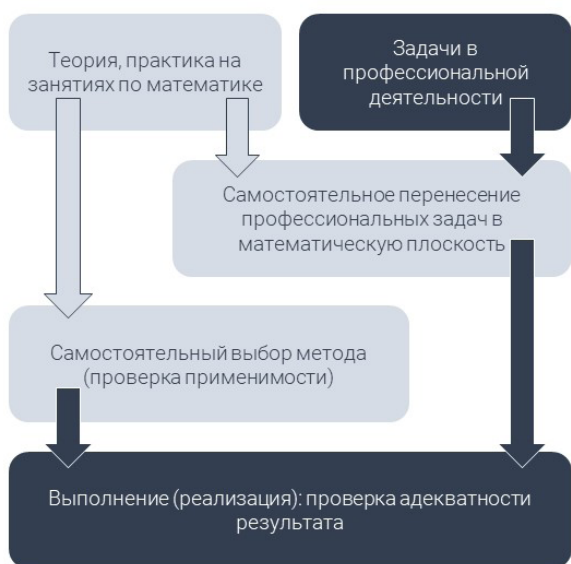 Теория, практика на
занятиях по математике
Задачи в
профессиональной
деятельности
Самостоятельное перенесение
профессиональных задач в
математическую плоскость
Самостоятельный выбор метода
(проверка применимости)
Выполнение (реализация): проверка адекватности
результата